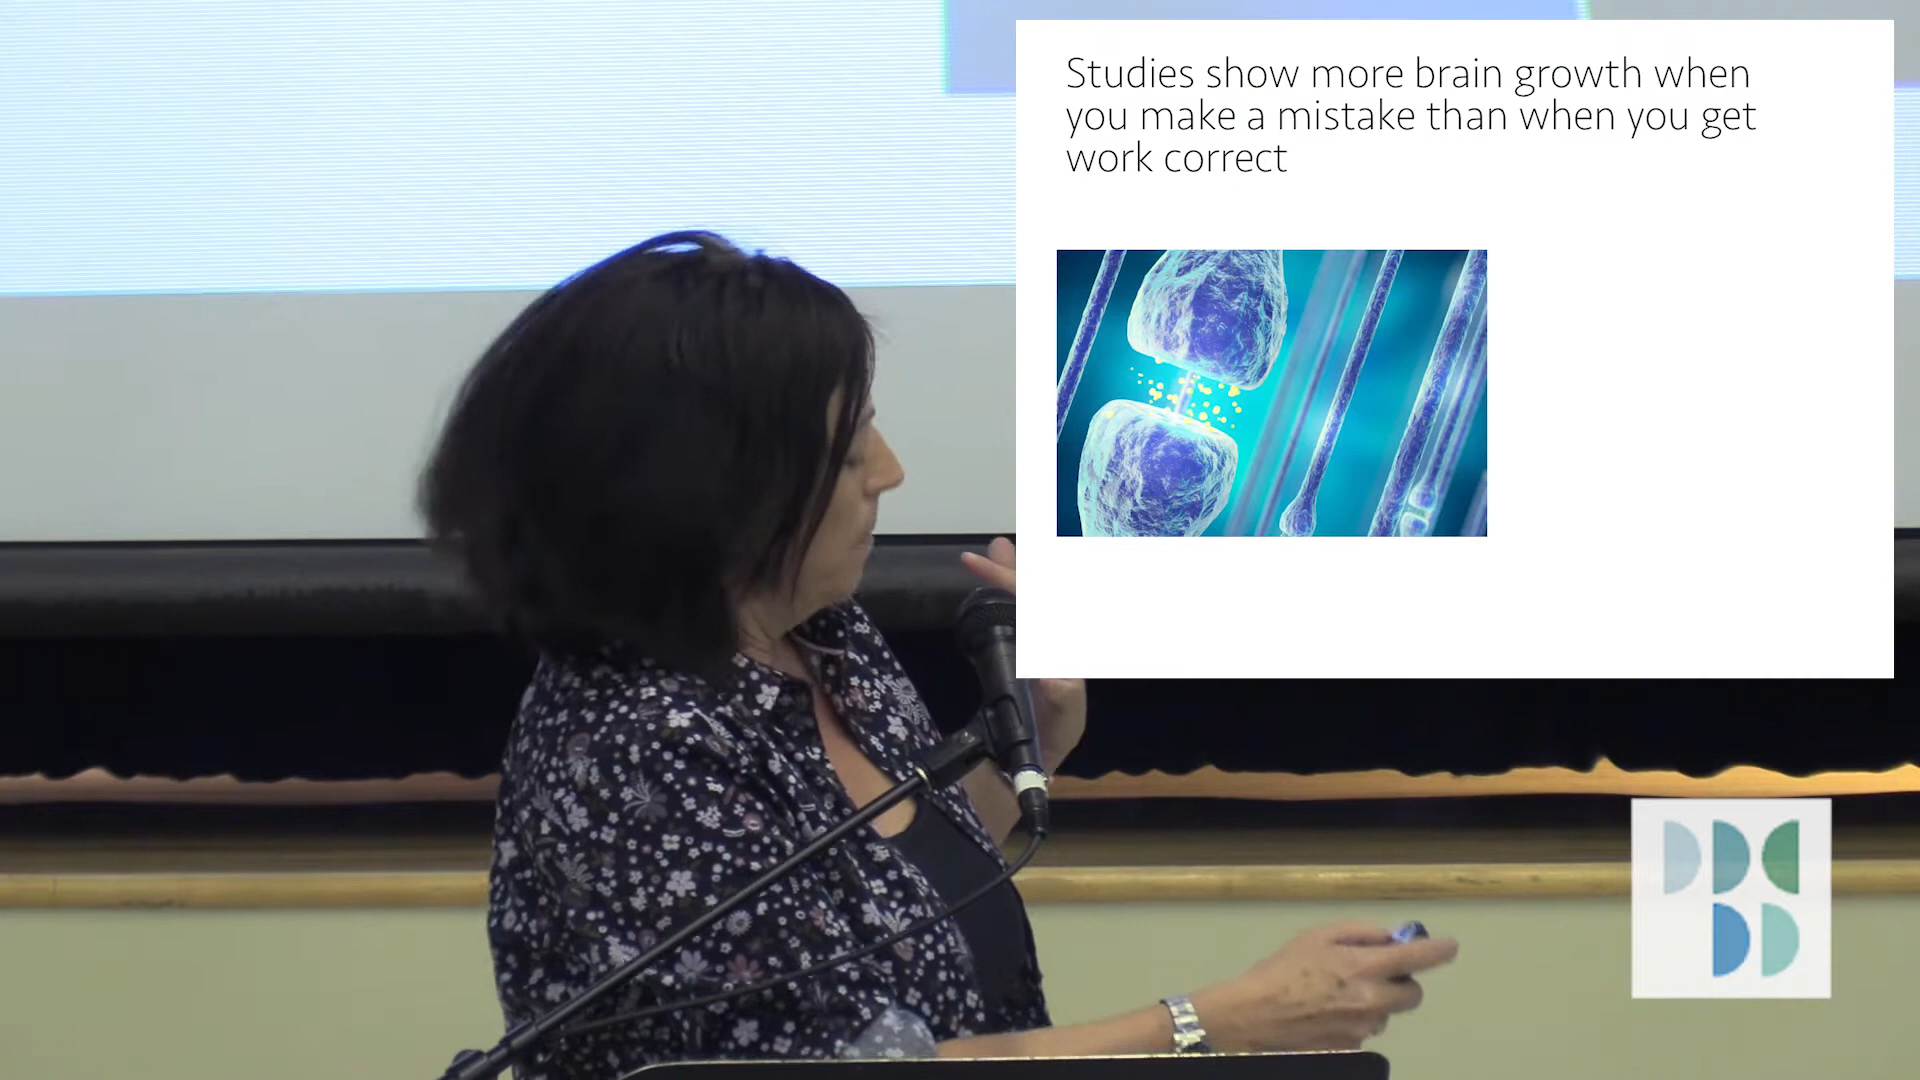 Studies show more brain growth when
you make a mistake than when you get
work correct